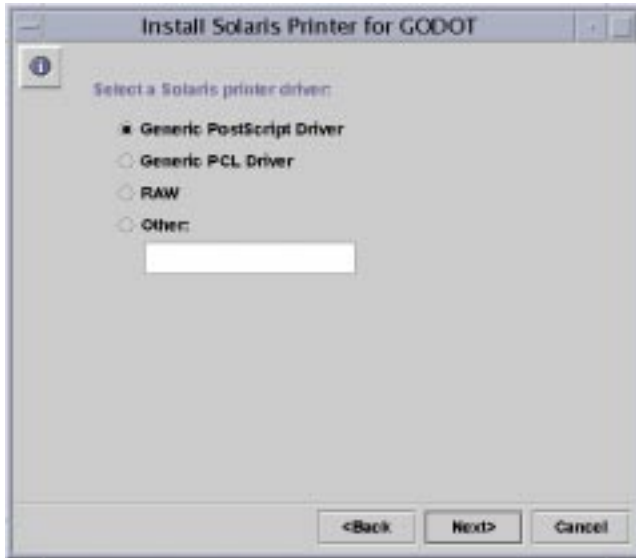 Install Solaris Printer for GODOT
Select a Solaris printer driver:
Generic PostScript Driver
Generic PCL Driver
RAW
Other:
<Back Next> Cancel